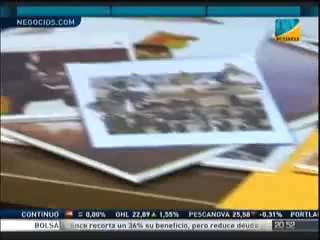 NEGOCIOS.COM
BUSINESS
CONTINUO 0,00% OHL 22,89 1,55% PESCANOVA 25,58 -0,31% PORTLA
BOLSA ence recorta un 36% su beneficio, pero reduce deuda 20:52